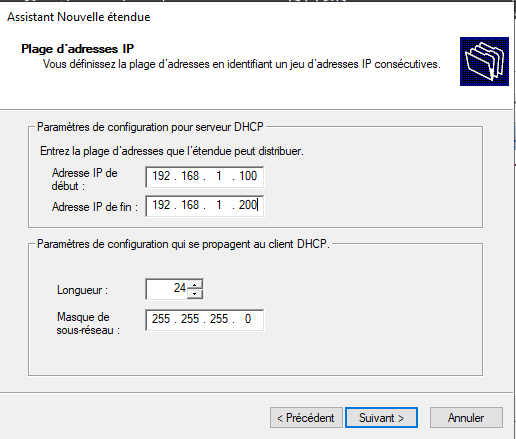 Assistant Nouvelle étendue
Plage d'adresses IP
Vous définissez la plage d'adresses en identifiant un jeu d'adresses IP consécutives.
Paramètres de configuration pour serveur DHCP
Entrez la plage d'adresses que l'étendue peut distribuer.
Adresse IP de
début :
192 . 168 . 1 . 100
Adresse IP de fin :
192 . 168 . 1 . 200
Paramètres de configuration qui se propagent au client DHCP.
Longueur :
24
Masque de
sous-réseau :
255 . 255 . 255 . 0
< Précédent
Suivant >
Annuler